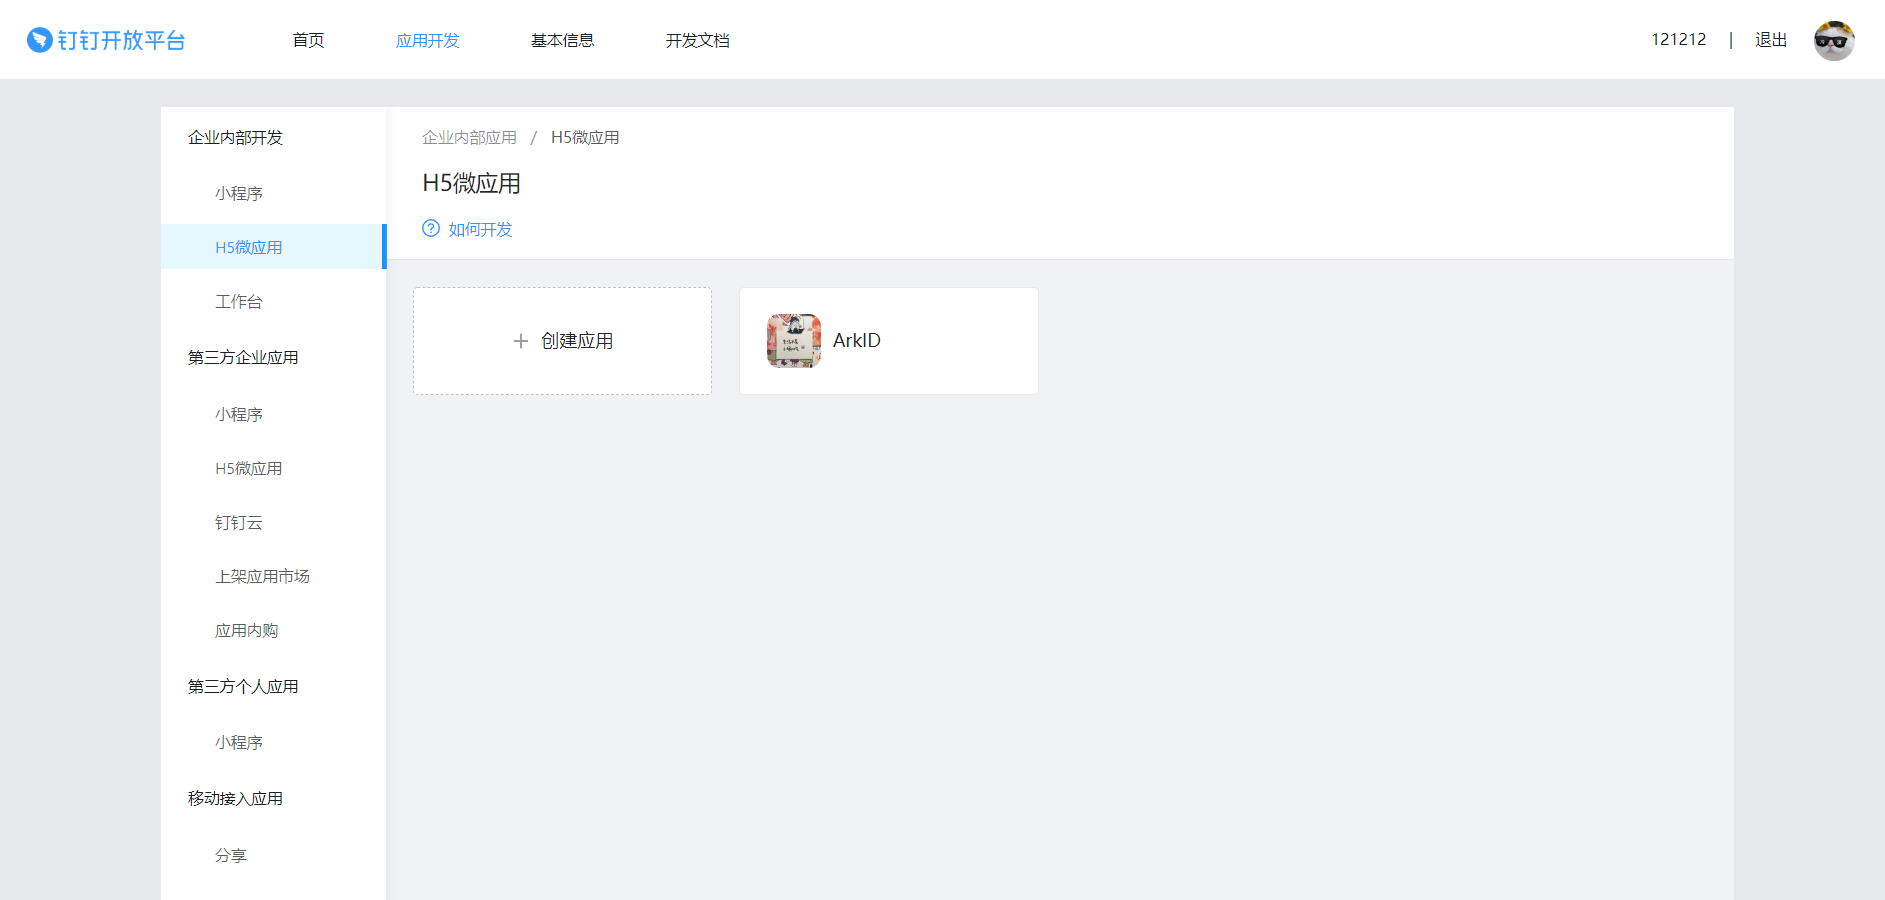 钉钉开放平台 首页 应用开发 基本信息 开发文档 121212 | 退出
企业内部开发
小程序
H5微应用
工作台
第三方企业应用
小程序
H5微应用
钉钉云
上架应用市场
应用内购
第三方个人应用
小程序
移动接入应用
分享
企业内部应用 / H5微应用
H5微应用
? 如何开发
+ 创建应用
ArkID